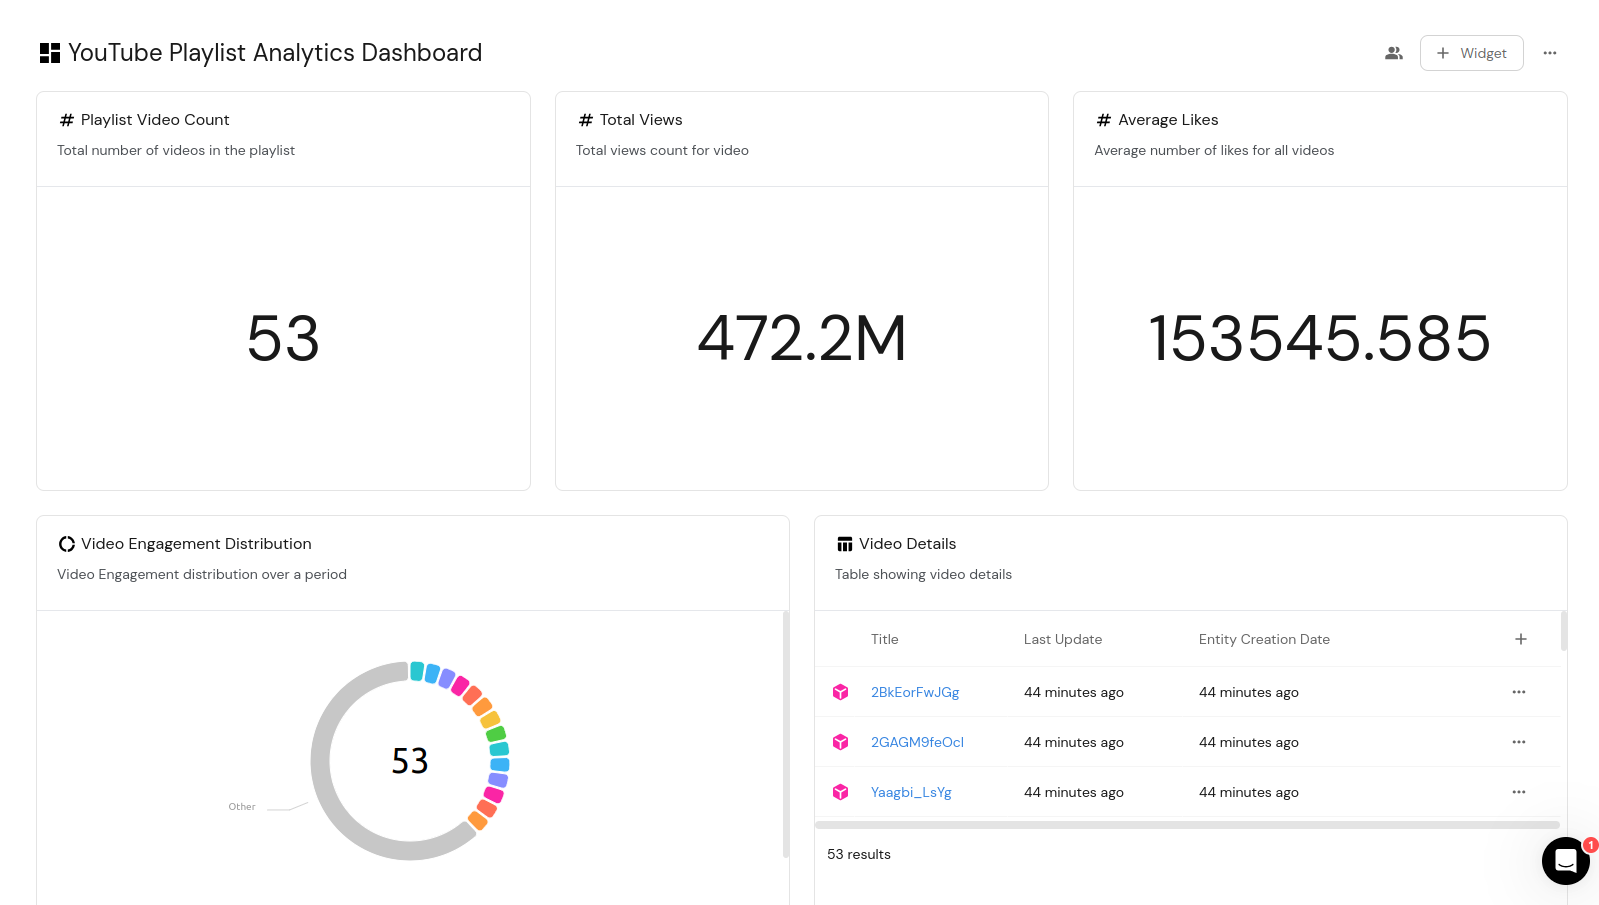 YouTube Playlist Analytics Dashboard
Widget
Playlist Video Count
Total number of videos in the playlist
53
Total Views
Total views count for video
472.2M
Average Likes
Average number of likes for all videos
153545.585
Video Engagement Distribution
Video Engagement distribution over a period
53
Other
Video Details
Table showing video details
Title Last Update Entity Creation Date
2BkEorFwJGg 44 minutes ago 44 minutes ago
2GAGM9feOcI 44 minutes ago 44 minutes ago
Yaagbi_LsYg 44 minutes ago 44 minutes ago
53 results
1